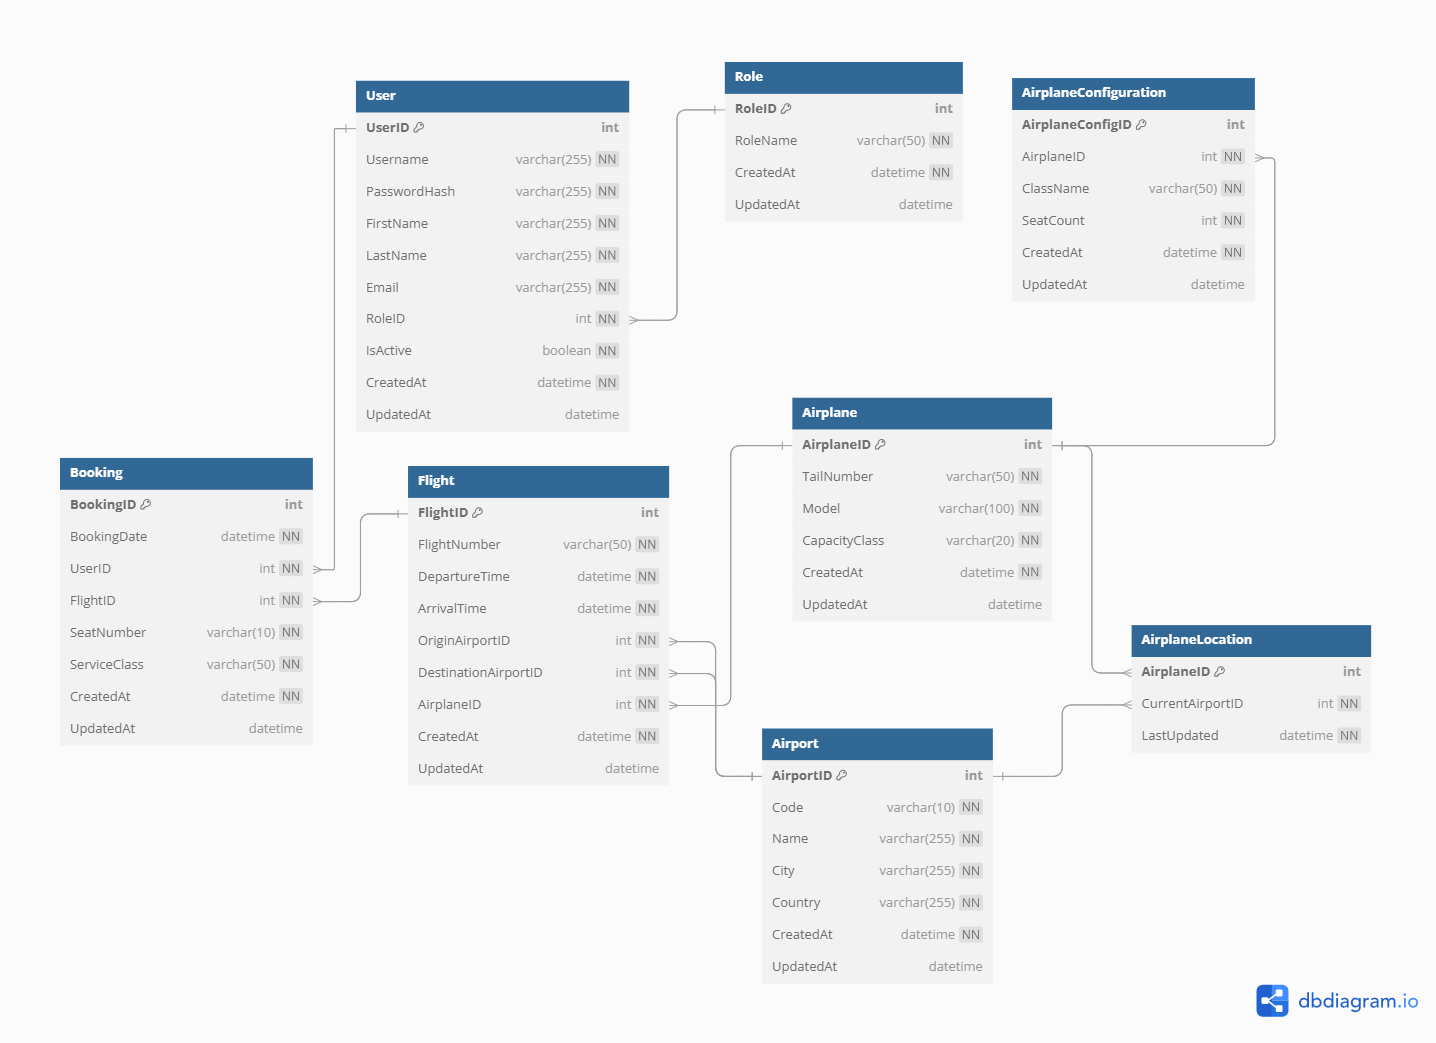 User
UserID int
Username varchar(255) NN
PasswordHash varchar(255) NN
FirstName varchar(255) NN
LastName varchar(255) NN
Email varchar(255) NN
RoleID int NN
IsActive boolean NN
CreatedAt datetime NN
UpdatedAt datetime
Role
RoleID int
RoleName varchar(50) NN
CreatedAt datetime NN
UpdatedAt datetime
AirplaneConfiguration
AirplaneConfigID int
AirplaneID int NN
ClassName varchar(50) NN
SeatCount int NN
CreatedAt datetime NN
UpdatedAt datetime
Booking
BookingID int
BookingDate datetime NN
UserID int NN
FlightID int NN
SeatNumber varchar(10) NN
ServiceClass varchar(50) NN
CreatedAt datetime NN
UpdatedAt datetime
Flight
FlightID int
FlightNumber varchar(50) NN
DepartureTime datetime NN
ArrivalTime datetime NN
OriginAirportID int NN
DestinationAirportID int NN
AirplaneID int NN
CreatedAt datetime NN
UpdatedAt datetime
Airplane
AirplaneID int
TailNumber varchar(50) NN
Model varchar(100) NN
CapacityClass varchar(20) NN
CreatedAt datetime NN
UpdatedAt datetime
AirplaneLocation
AirplaneID int
CurrentAirportID int NN
LastUpdated datetime NN
Airport
AirportID int
Code varchar(10) NN
Name varchar(255) NN
City varchar(255) NN
Country varchar(255) NN
CreatedAt datetime NN
UpdatedAt datetime
dbdiagram.io